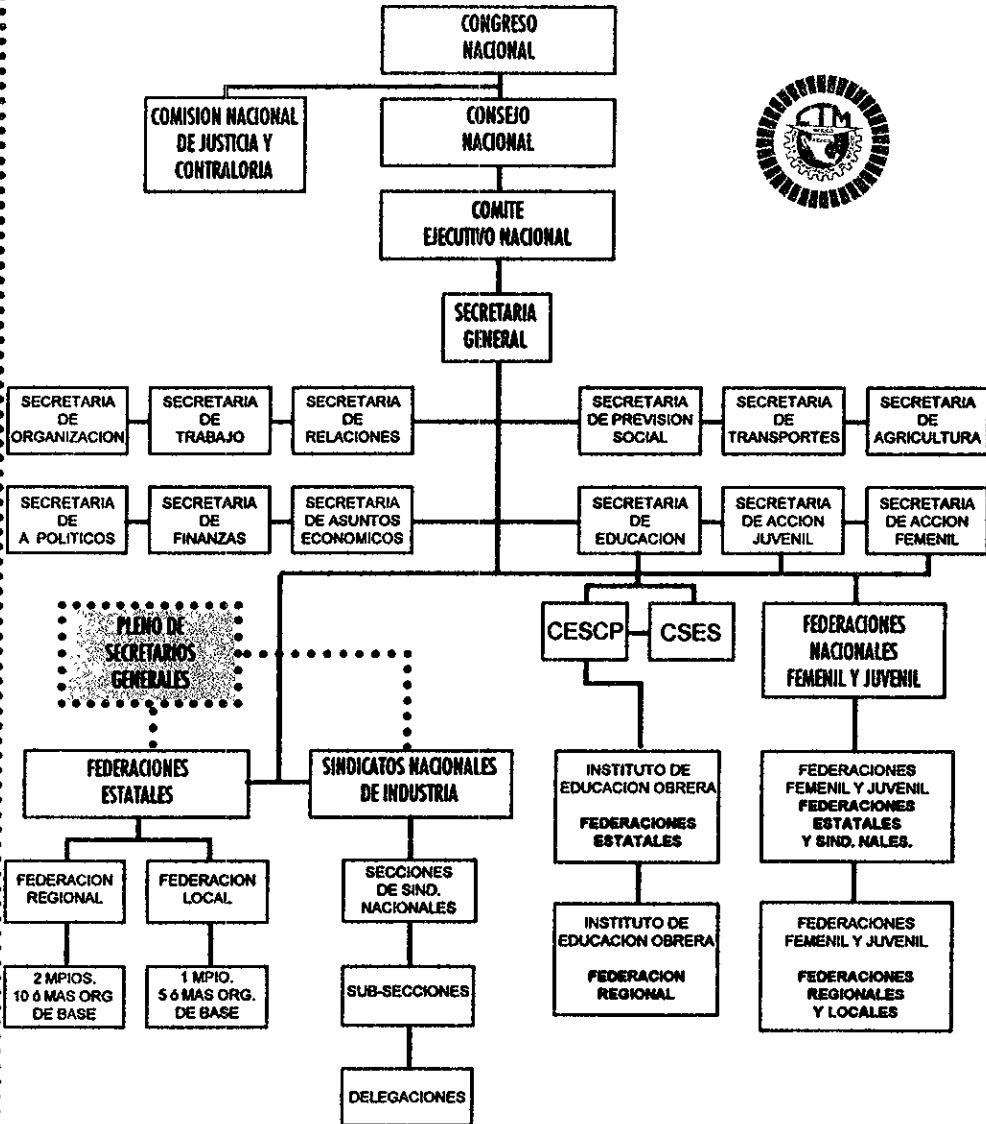 CONGRESO
NACIONAL
COMISION NACIONAL
DE JUSTICIA Y
CONTRALORIA
CONSEJO
NACIONAL
CTM
COMITE
EJECUTIVO NACIONAL
SECRETARIA
GENERAL
SECRETARIA
DE
ORGANIZACION
SECRETARIA
DE
TRABAJO
SECRETARIA
DE
RELACIONES
SECRETARIA
DE PREVISION
SOCIAL
SECRETARIA
DE
TRANSPORTES
SECRETARIA
DE
AGRICULTURA
SECRETARIA
DE
A POLITICOS
SECRETARIA
DE
FINANZAS
SECRETARIA
DE ASUNTOS
ECONOMICOS
SECRETARIA
DE
EDUCACION
SECRETARIA
DE ACCION
JUVENIL
SECRETARIA
DE ACCION
FEMENIL
PLENO DE
SECRETARIOS
GENERALES
CESCP
CSES
FEDERACIONES
NACIONALES
FEMENIL Y JUVENIL
FEDERACIONES
ESTATALES
SINDICATOS NACIONALES
DE INDUSTRIA
INSTITUTO DE
EDUCACION OBRERA
FEDERACIONES
ESTATALES
FEDERACIONES
FEMENIL Y JUVENIL
FEDERACIONES
ESTATALES
Y SIND. NALES.
FEDERACION
REGIONAL
FEDERACION
LOCAL
SECCIONES
DE SIND.
NACIONALES
INSTITUTO DE
EDUCACION OBRERA
FEDERACION
REGIONAL
FEDERACIONES
FEMENIL Y JUVENIL
FEDERACIONES
REGIONALES
Y LOCALES
2 MPIOS.
10 ó MAS ORG
DE BASE
1 MPIO.
5 ó MAS ORG.
DE BASE
SUB-SECCIONES
DELEGACIONES